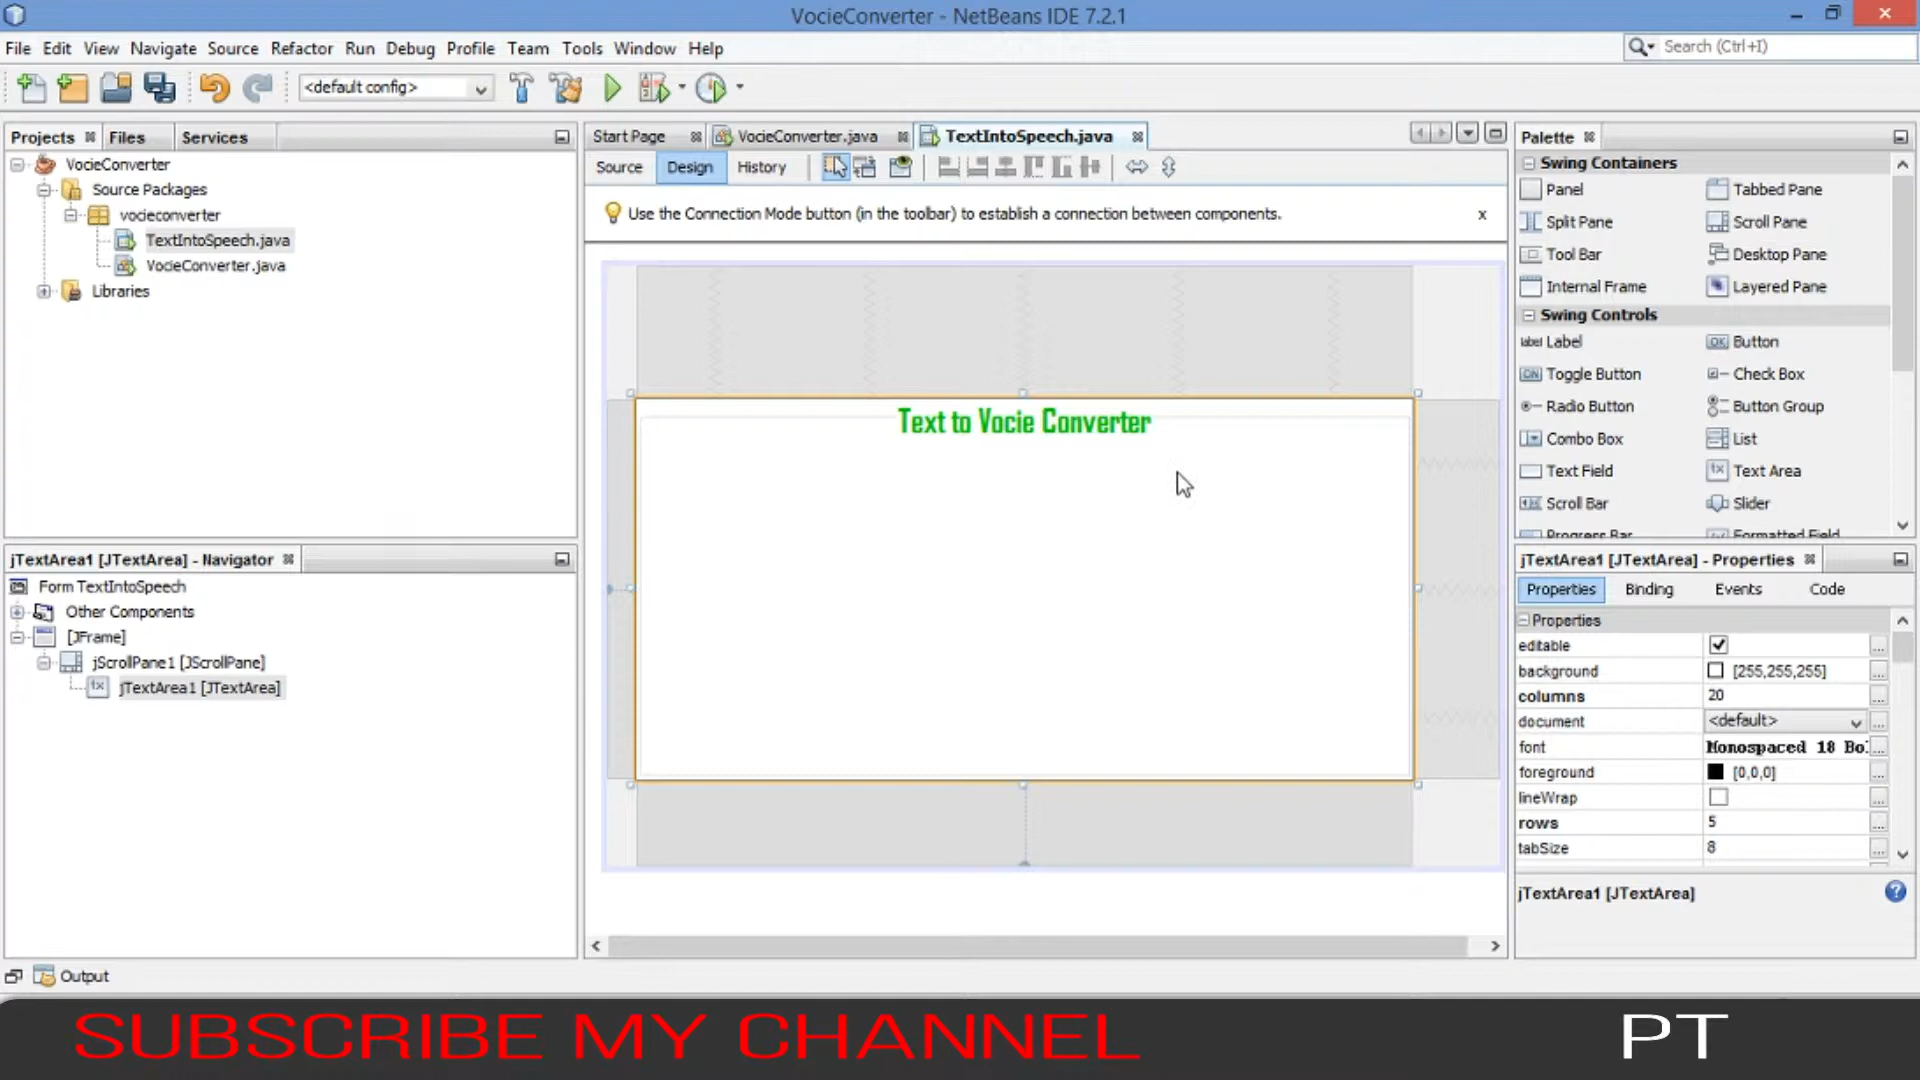 VocieConverter - NetBeans IDE 7.2.1
File Edit View Navigate Source Refactor Run Debug Profile Team Tools Window Help
Search (Ctrl+I)
<default config>
Projects Files Services
VocieConverter
Source Packages
vocieconverter
TextIntoSpeech.java
VocieConverter.java
Libraries
Start Page VocieConverter.java TextIntoSpeech.java
Source Design History
Use the Connection Mode button (in the toolbar) to establish a connection between components. x
Text to Vocie Converter
Palette
Swing Containers
Panel Tabbed Pane
Split Pane Scroll Pane
Tool Bar Desktop Pane
Internal Frame Layered Pane
Swing Controls
label Label OK Button
ON Toggle Button Check Box
Radio Button Button Group
Combo Box List
Text Field Text Area
Scroll Bar Slider
Progress Bar Formatted Field
jTextArea1 [JTextArea] - Navigator
Form TextIntoSpeech
Other Components
[JFrame]
jScrollPane1 [JScrollPane]
jTextArea1 [JTextArea]
jTextArea1 [JTextArea] - Properties
Properties Binding Events Code
Properties
editable ...
background [255,255,255] ...
columns 20 ...
document <default> ...
font Monospaced 18 Bo ...
foreground [0,0,0] ...
lineWrap ...
rows 5 ...
tabSize 8 ...
jTextArea1 [JTextArea]
Output
SUBSCRIBE MY CHANNEL PT